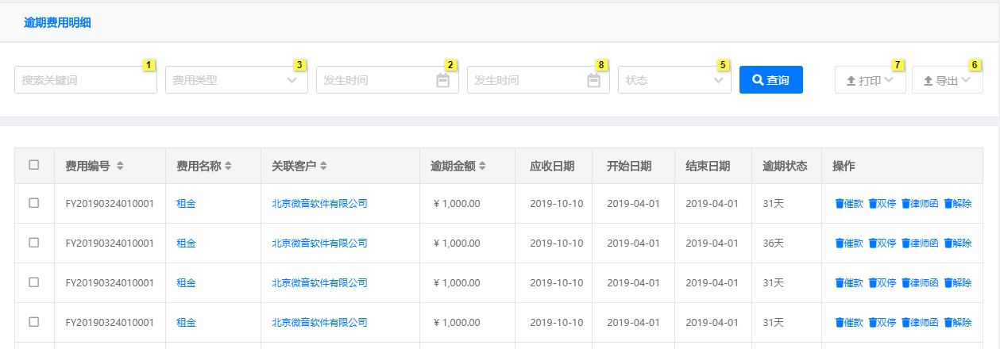 逾期费用明细
1 3 2 8 5 7 6
搜索关键词 费用类型 发生时间 发生时间 状态 查询 打印 导出
费用编号 费用名称 关联客户 逾期金额 应收日期 开始日期 结束日期 逾期状态 操作
FY20190324010001 租金 北京微音软件有限公司 ¥ 1,000.00 2019-10-10 2019-04-01 2019-04-01 31天 催款 双停 律师函 解除
FY20190324010001 租金 北京微音软件有限公司 ¥ 1,000.00 2019-10-10 2019-04-01 2019-04-01 36天 催款 双停 律师函 解除
FY20190324010001 租金 北京微音软件有限公司 ¥ 1,000.00 2019-10-10 2019-04-01 2019-04-01 31天 催款 双停 律师函 解除
FY20190324010001 租金 北京微音软件有限公司 ¥ 1,000.00 2019-10-10 2019-04-01 2019-04-01 31天 催款 双停 律师函 解除